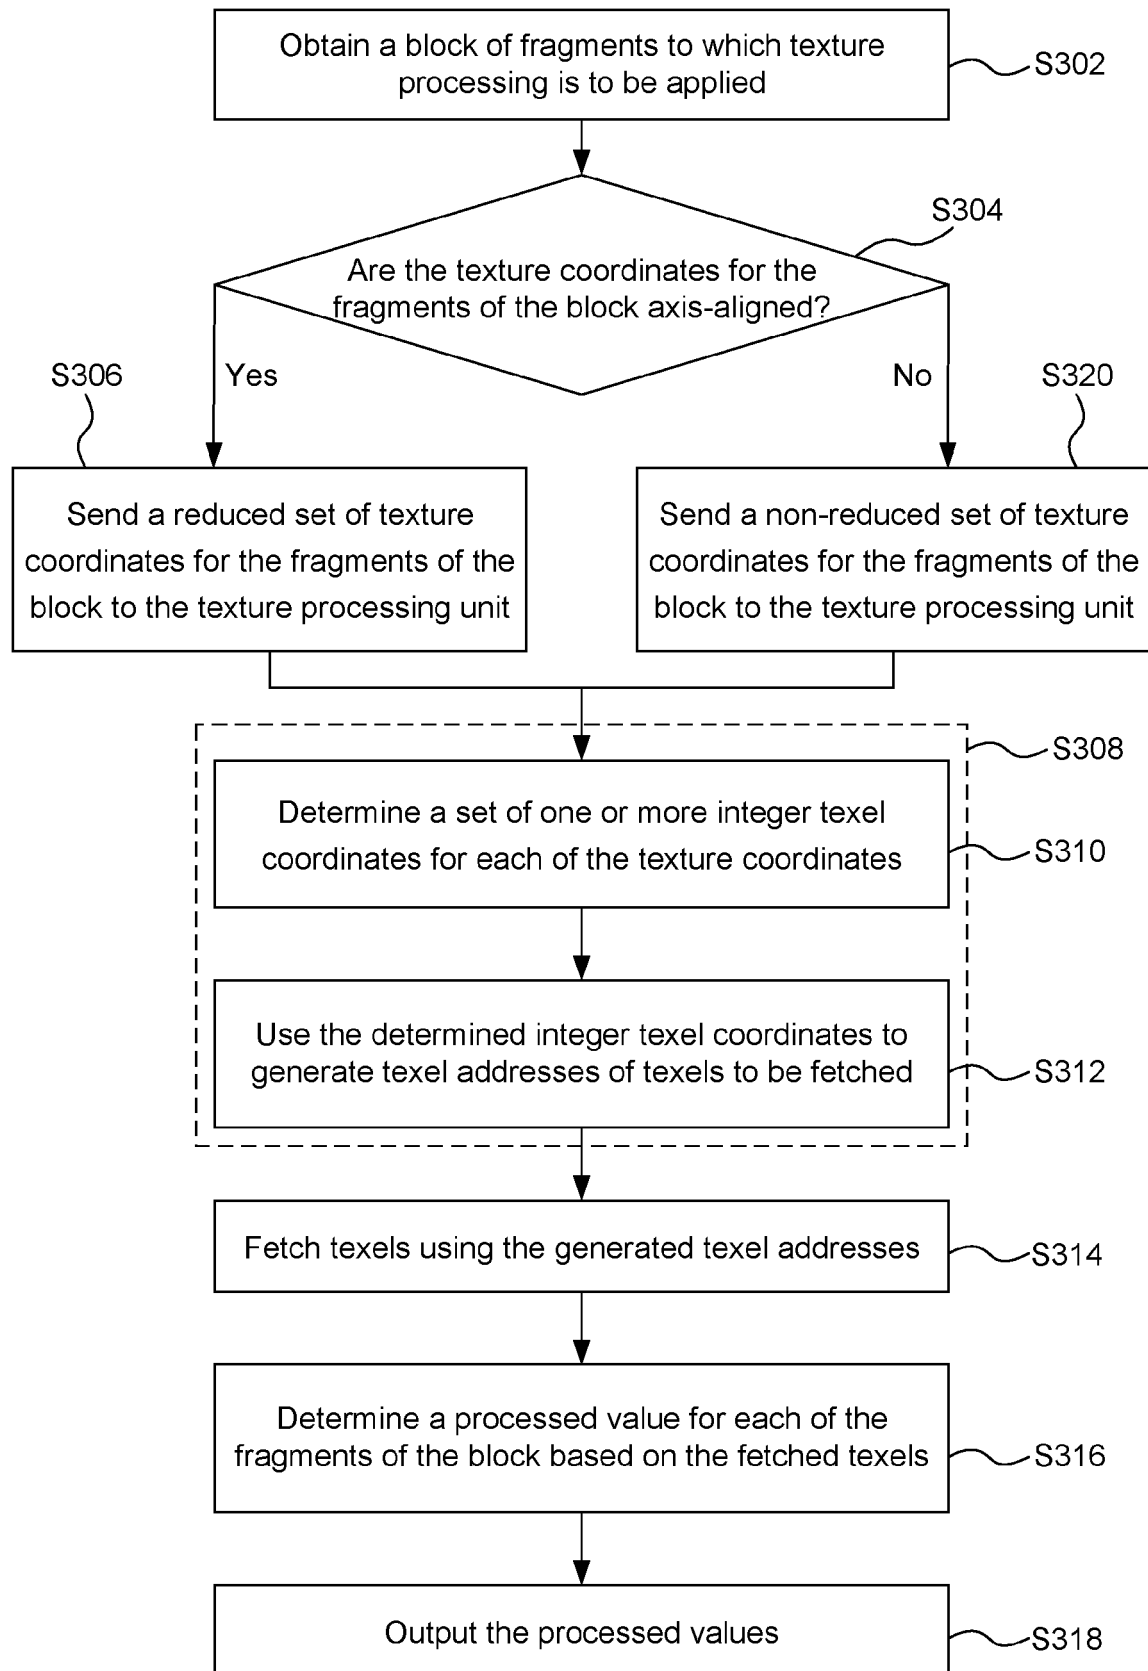 Obtain a block of fragments to which texture
processing is to be applied
S302
S304
Are the texture coordinates for the
fragments of the block axis-aligned?
S306
Yes
No
S320
Send a reduced set of texture
coordinates for the fragments of the
block to the texture processing unit
Send a non-reduced set of texture
coordinates for the fragments of the
block to the texture processing unit
S308
Determine a set of one or more integer texel
coordinates for each of the texture coordinates
S310
Use the determined integer texel coordinates to
generate texel addresses of texels to be fetched
S312
Fetch texels using the generated texel addresses
S314
Determine a processed value for each of the
fragments of the block based on the fetched texels
S316
Output the processed values
S318